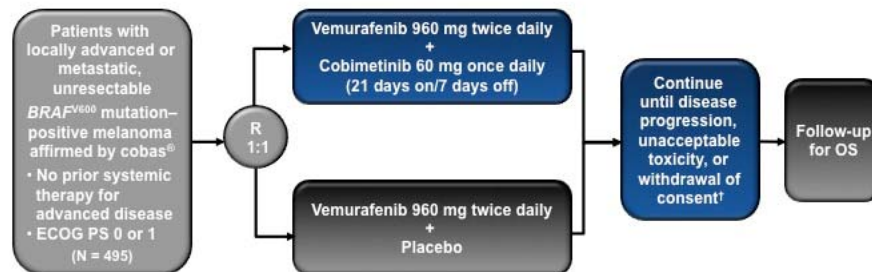 Patients with
locally advanced or
metastatic,
unresectable
BRAFV600 mutation–
positive melanoma
affirmed by cobas®
• No prior systemic
therapy for
advanced disease
• ECOG PS 0 or 1
(N = 495)
R
1:1
Vemurafenib 960 mg twice daily
+
Cobimetinib 60 mg once daily
(21 days on/7 days off)
Vemurafenib 960 mg twice daily
+
Placebo
Continue
until disease
progression,
unacceptable
toxicity, or
withdrawal of
consent†
Follow-up
for OS